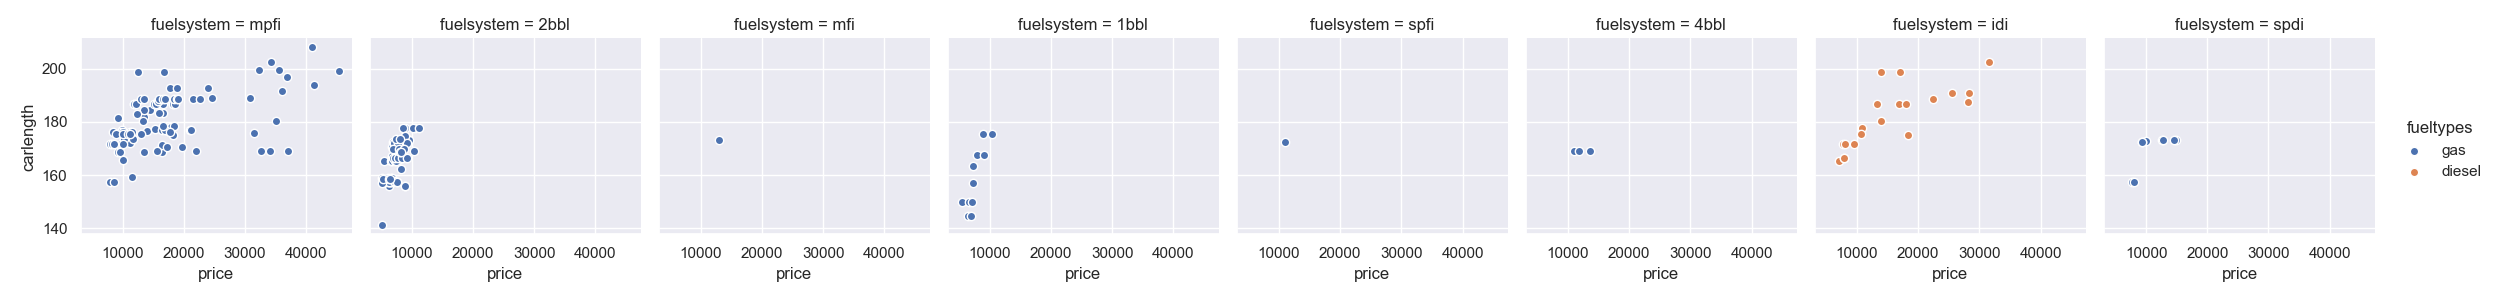 fuelsystem = mpfi
fuelsystem = 2bbl
fuelsystem = mfi
fuelsystem = 1bbl
fuelsystem = spfi
fuelsystem = 4bbl
fuelsystem = idi
fuelsystem = spdi
carlength
200
180
160
140
10000 20000 30000 40000
price
10000 20000 30000 40000
price
10000 20000 30000 40000
price
10000 20000 30000 40000
price
10000 20000 30000 40000
price
10000 20000 30000 40000
price
10000 20000 30000 40000
price
10000 20000 30000 40000
price
fueltypes
gas
diesel